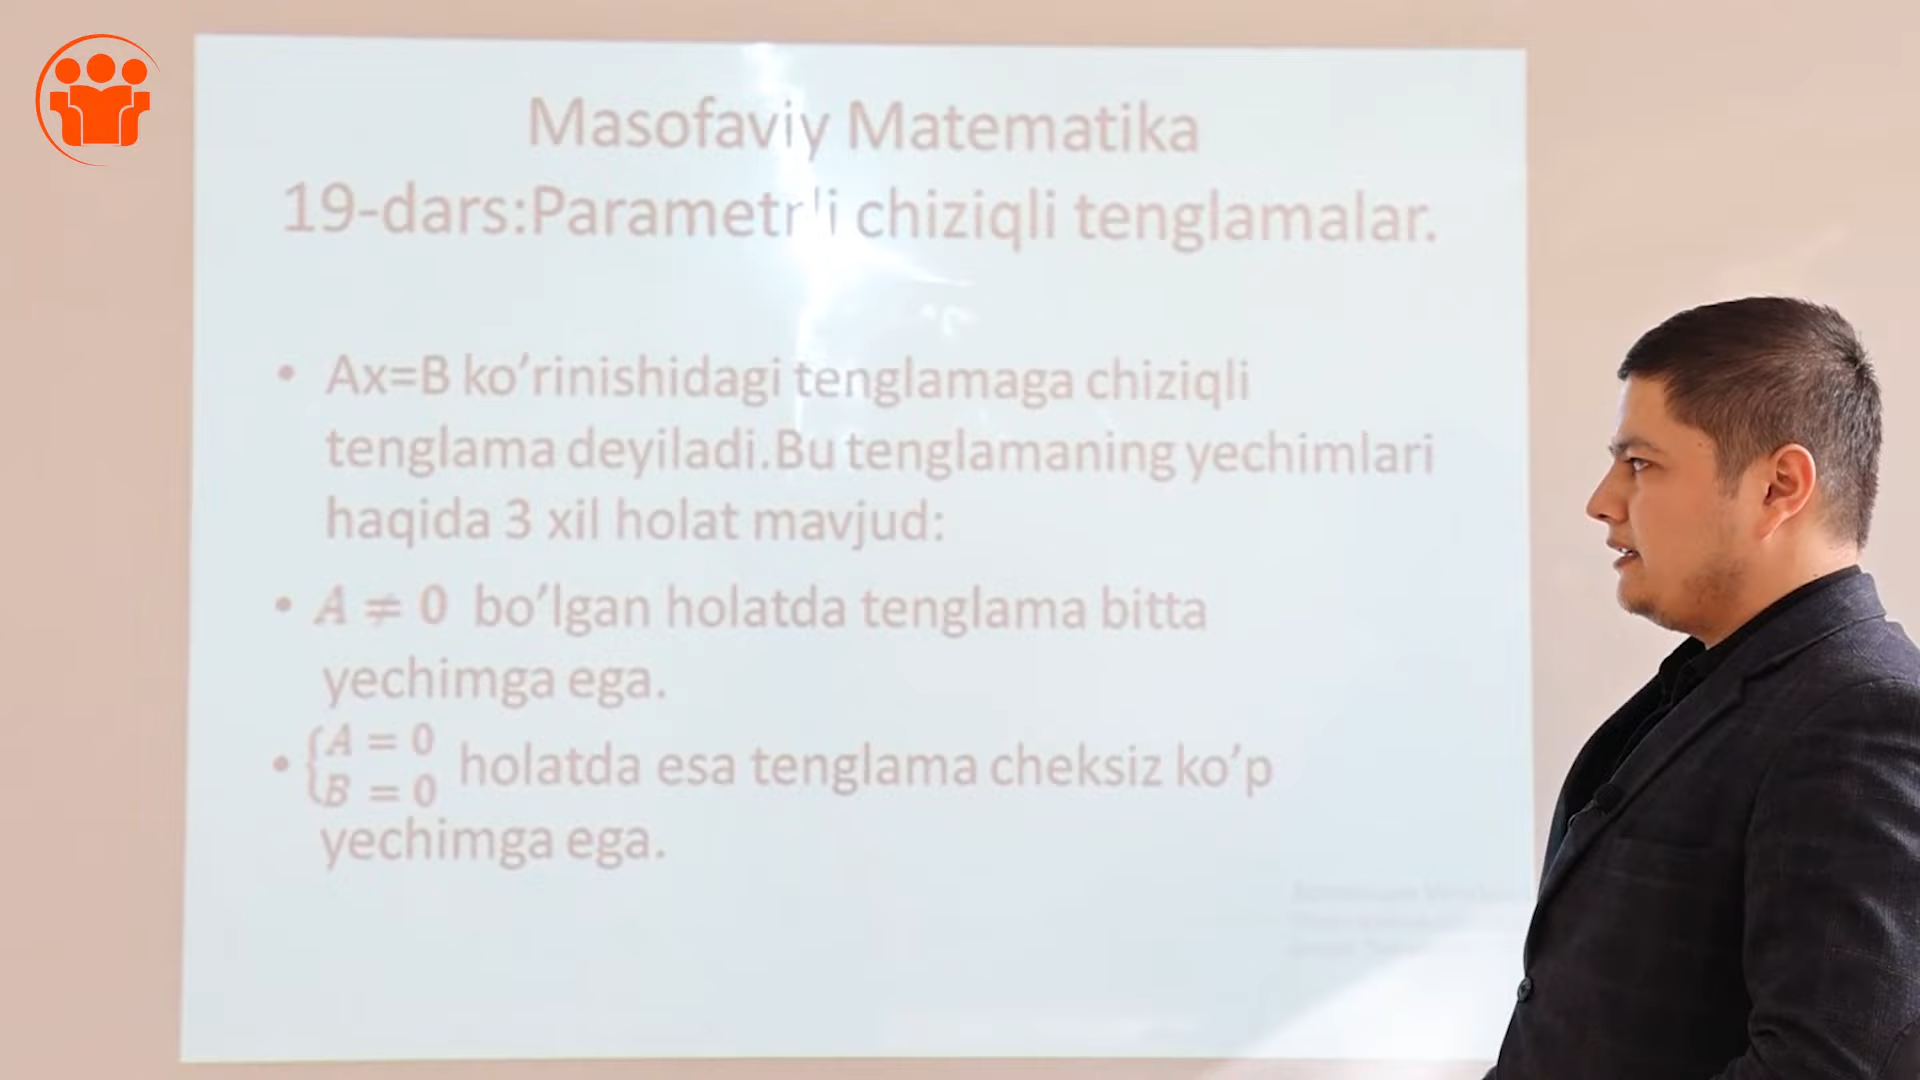 Masofaviy Matematika
19-dars:Parametrli chiziqli tenglamalar.
• Ax=B ko’rinishidagi tenglamaga chiziqli
tenglama deyiladi.Bu tenglamaning yechimlari
haqida 3 xil holat mavjud:
• A ≠ 0 bo’lgan holatda tenglama bitta
yechimga ega.
• {A = 0
B = 0 holatda esa tenglama cheksiz ko’p
yechimga ega.